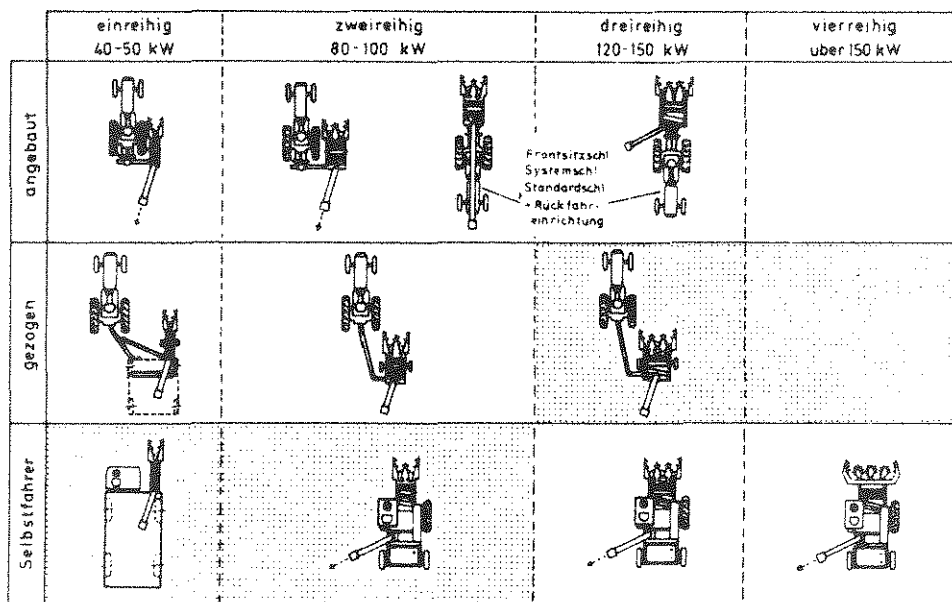 einreihig
40-50 kW
zweireihig
80-100 kW
dreireihig
120-150 kW
vierreihig
über 150 kW
angebaut
Frontsitzschl
Systemschl
Standardschl
+ Rückfahr-
einrichtung
gezogen
Selbstfahrer